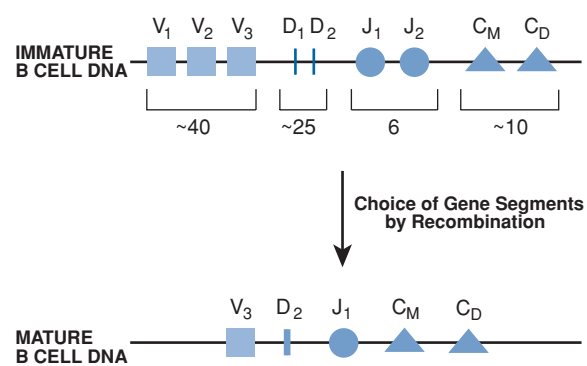 V1 V2 V3 D1 D2 J1 J2 CM CD
IMMATURE
B CELL DNA
~40 ~25 6 ~10
Choice of Gene Segments
by Recombination
V3 D2 J1 CM CD
MATURE
B CELL DNA